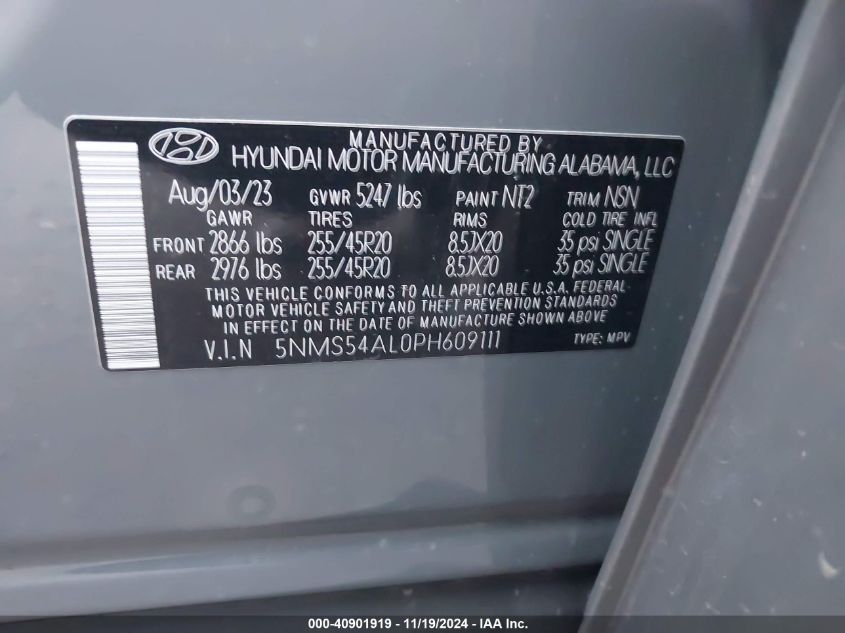 MANUFACTURED BY
HYUNDAI MOTOR MANUFACTURING ALABAMA, LLC
Aug/03/23 GVWR 5247 lbs PAINT NT2 TRIM NSN
GAWR TIRES RIMS COLD TIRE INFL
FRONT 2866 lbs 255/45R20 8.5JX20 35 psi SINGLE
REAR 2976 lbs 255/45R20 8.5JX20 35 psi SINGLE
THIS VEHICLE CONFORMS TO ALL APPLICABLE U.S.A. FEDERAL
MOTOR VEHICLE SAFETY AND THEFT PREVENTION STANDARDS
IN EFFECT ON THE DATE OF MANUFACTURE SHOWN ABOVE
V.I.N 5NMS54AL0PH609111 TYPE: MPV
000-40901919 - 11/19/2024 - IAA Inc.